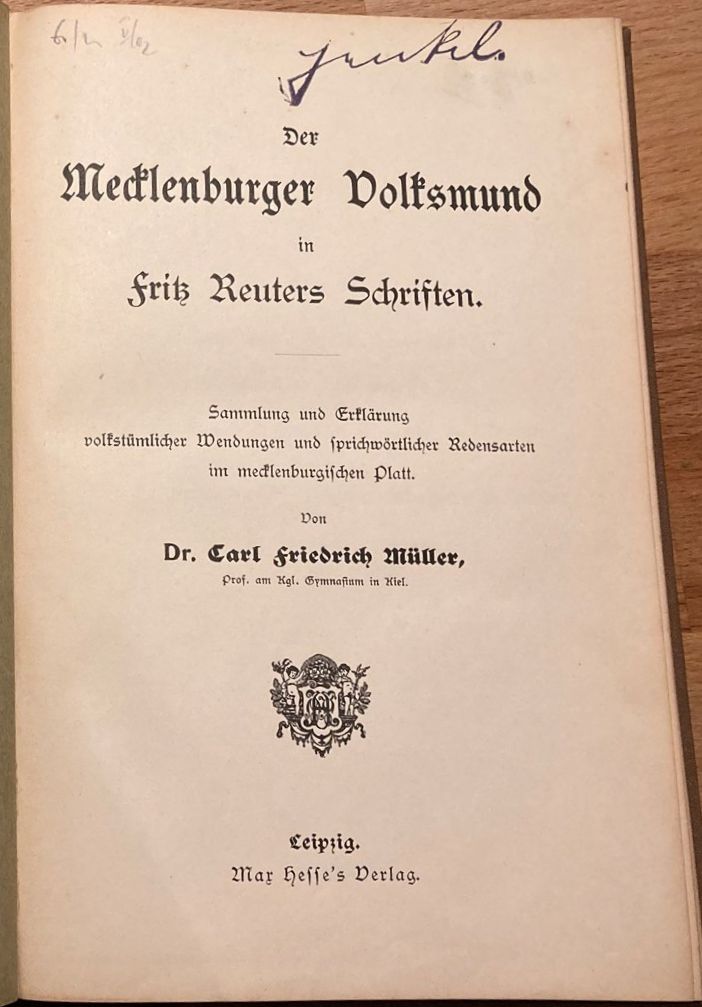 Der
Mecklenburger Volksmund
in
Fritz Reuters Schriften.
Sammlung und Erklärung
volkstümlicher Wendungen und sprichwörtlicher Redensarten
im mecklenburgischen Platt.
Von
Dr. Carl Friedrich Müller,
Prof. am Kgl. Gymnasium in Kiel.
Leipzig.
Max Hesse's Verlag.